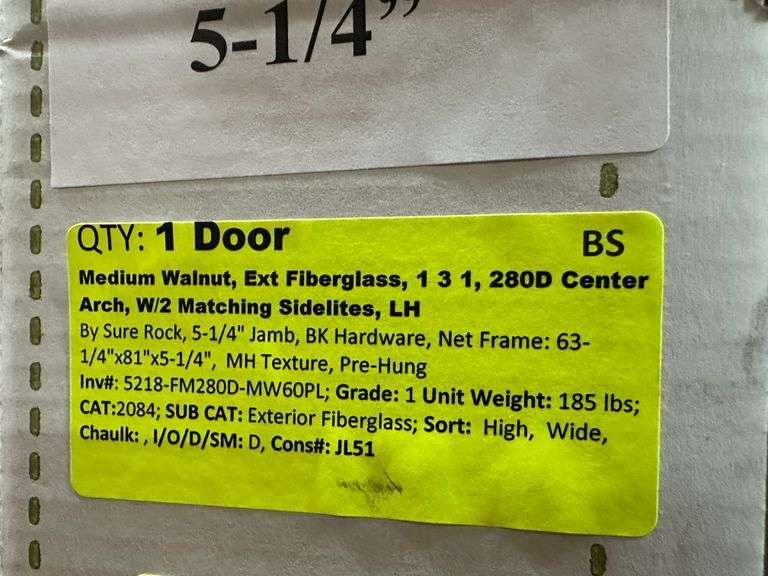 5-1/4”
QTY: 1 Door BS
Medium Walnut, Ext Fiberglass, 1 3 1, 280D Center
Arch, W/2 Matching Sidelites, LH
By Sure Rock, 5-1/4" Jamb, BK Hardware, Net Frame: 63-
1/4"x81"x5-1/4", MH Texture, Pre-Hung
Inv#: 5218-FM280D-MW60PL; Grade: 1 Unit Weight: 185 lbs;
CAT:2084; SUB CAT: Exterior Fiberglass; Sort: High, Wide,
Chaulk: , I/O/D/SM: D, Cons#: JL51